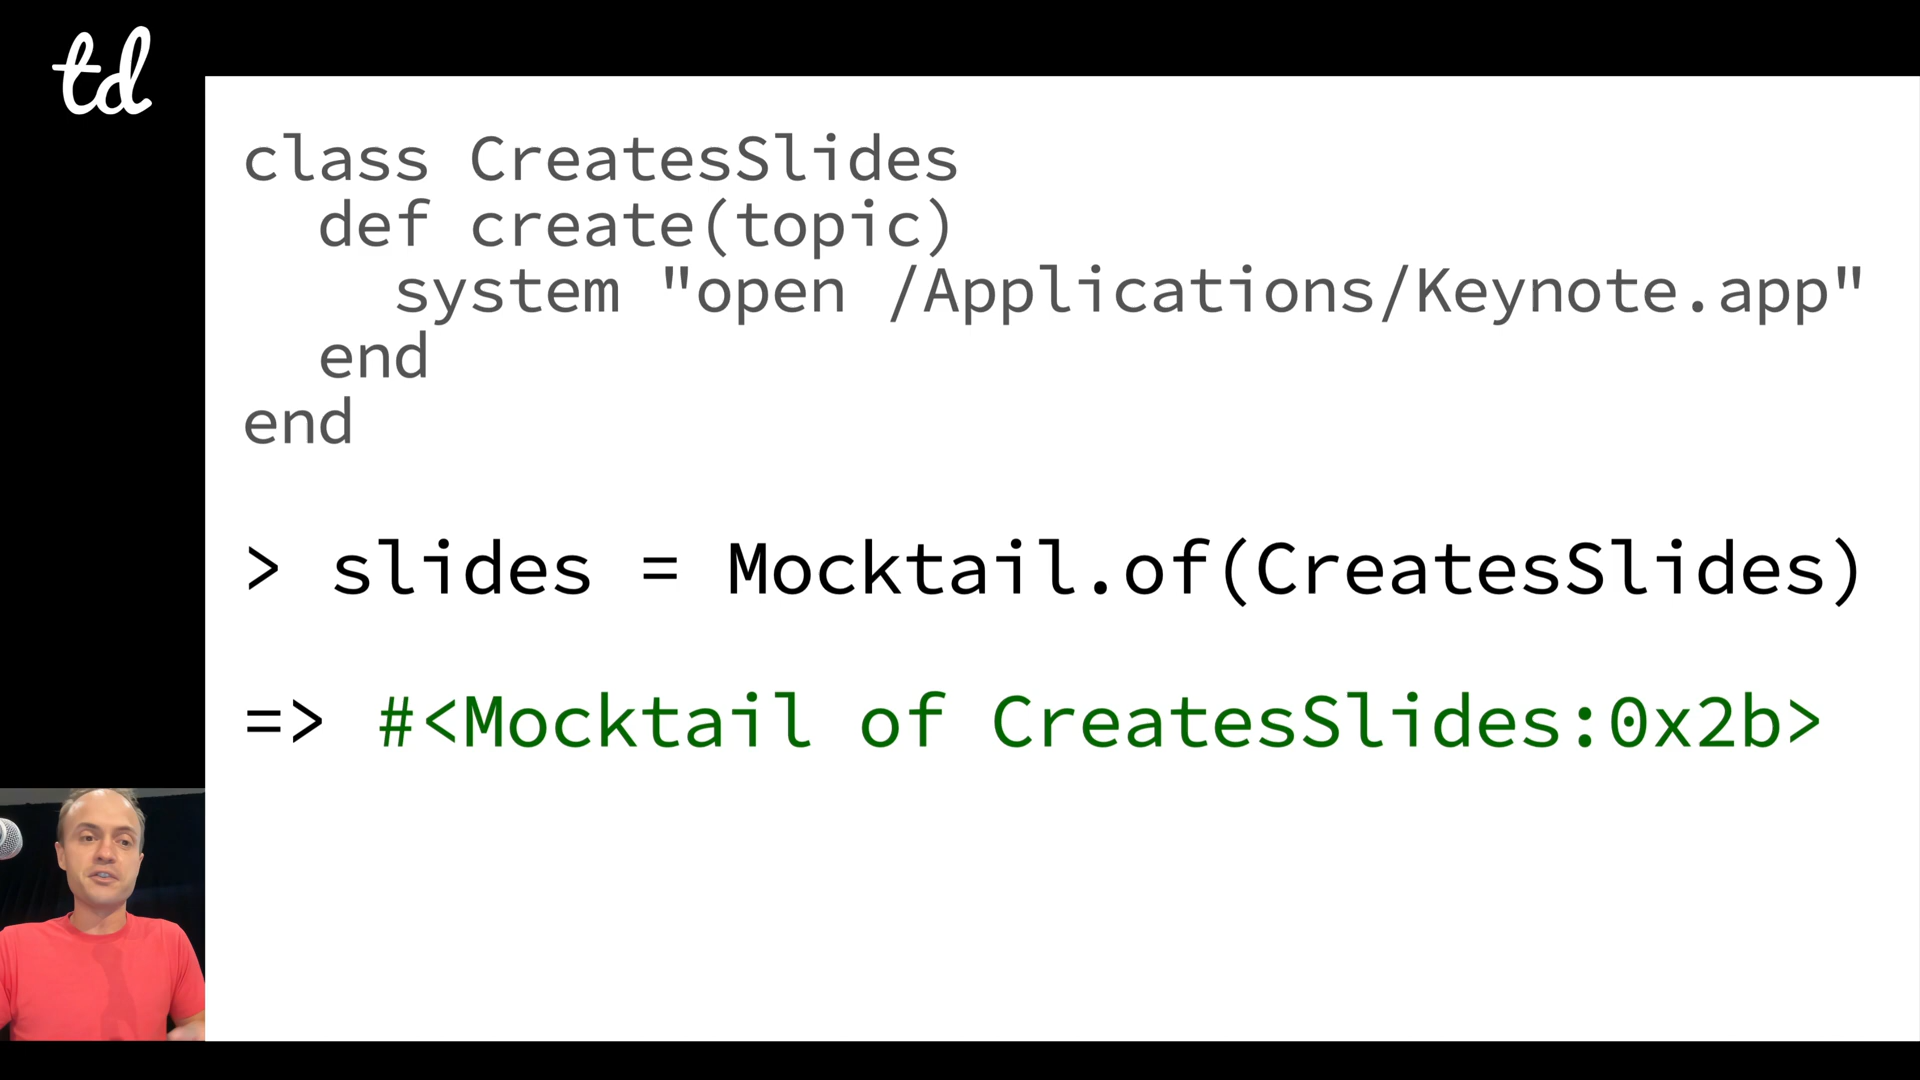 td
class CreatesSlides
  def create(topic)
    system "open /Applications/Keynote.app"
  end
end
> slides = Mocktail.of(CreatesSlides)
=> #<Mocktail of CreatesSlides:0x2b>